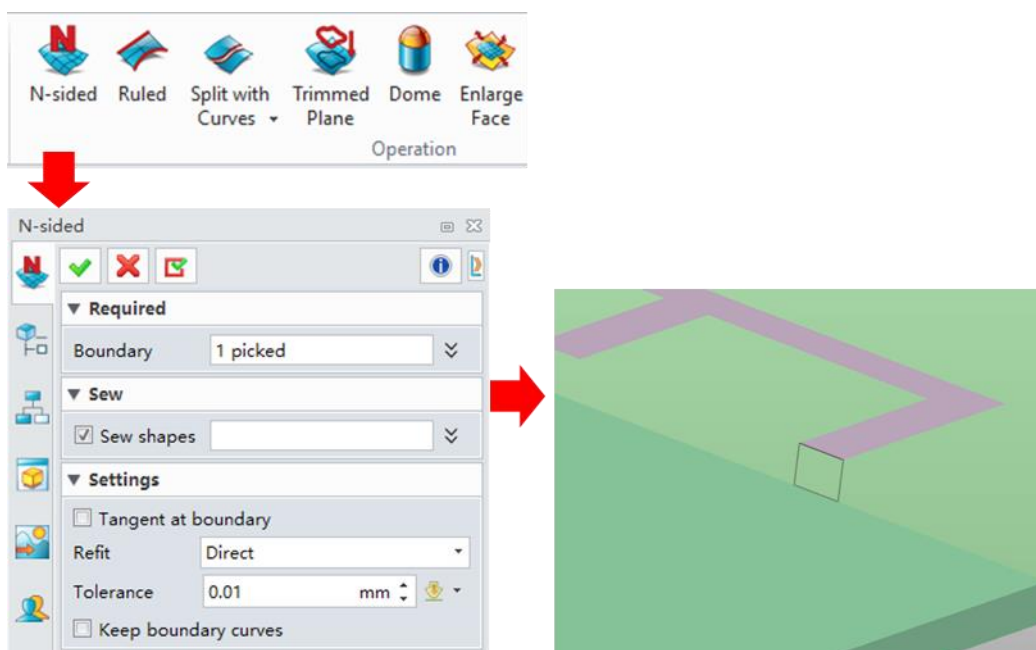 N-sided Ruled Split with Curves Trimmed Plane Dome Enlarge Face
Operation
N-sided
Required
Boundary 1 picked
Sew
Sew shapes
Settings
Tangent at boundary
Refit Direct
Tolerance 0.01 mm
Keep boundary curves